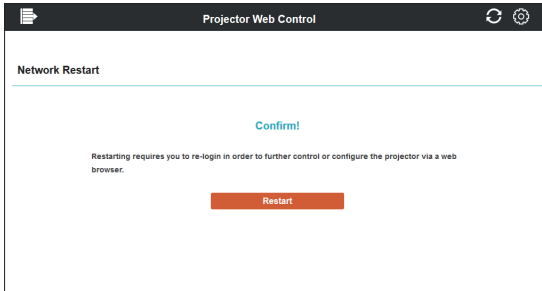 Projector Web Control
Network Restart
Confirm!
Restarting requires you to re-login in order to further control or configure the projector via a web
browser.
Restart